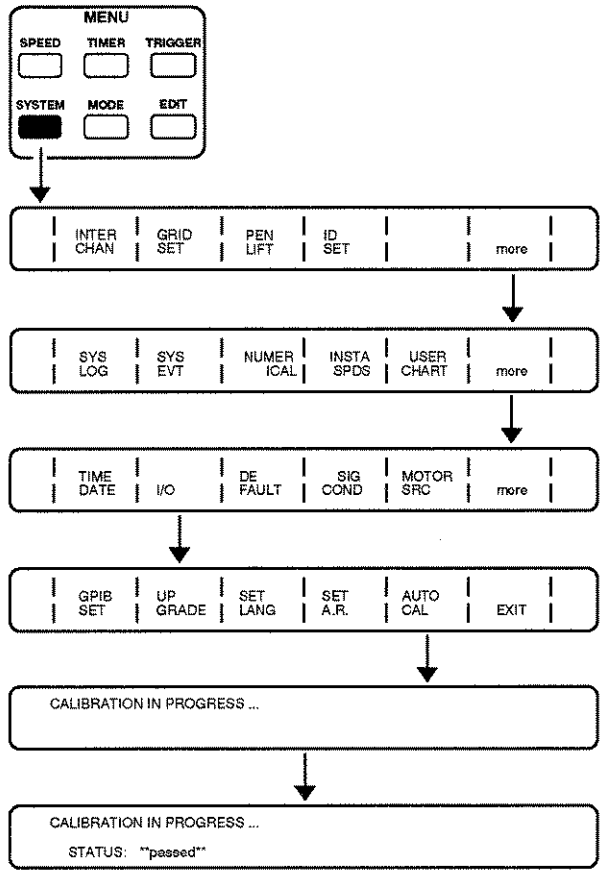 MENU
SPEED TIMER TRIGGER
SYSTEM MODE EDIT
INTER GRID PEN ID
CHAN SET LIFT SET more
SYS SYS NUMER INSTA USER
LOG EVT ICAL SPDS CHART more
TIME DE SIG MOTOR
DATE I/O FAULT COND SRC more
GPIB UP SET SET AUTO
SET GRADE LANG A.R. CAL EXIT
CALIBRATION IN PROGRESS ...
CALIBRATION IN PROGRESS ...
STATUS: **passed**